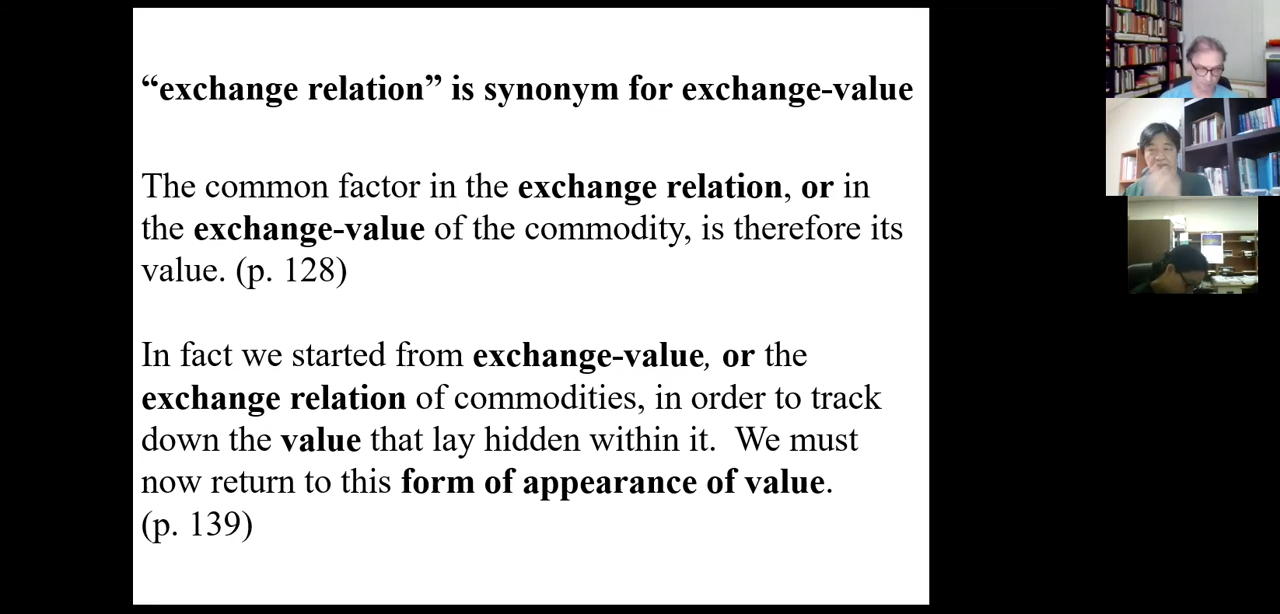 “exchange relation” is synonym for exchange-value
The common factor in the exchange relation, or in
the exchange-value of the commodity, is therefore its
value. (p. 128)
In fact we started from exchange-value, or the
exchange relation of commodities, in order to track
down the value that lay hidden within it.  We must
now return to this form of appearance of value.
(p. 139)